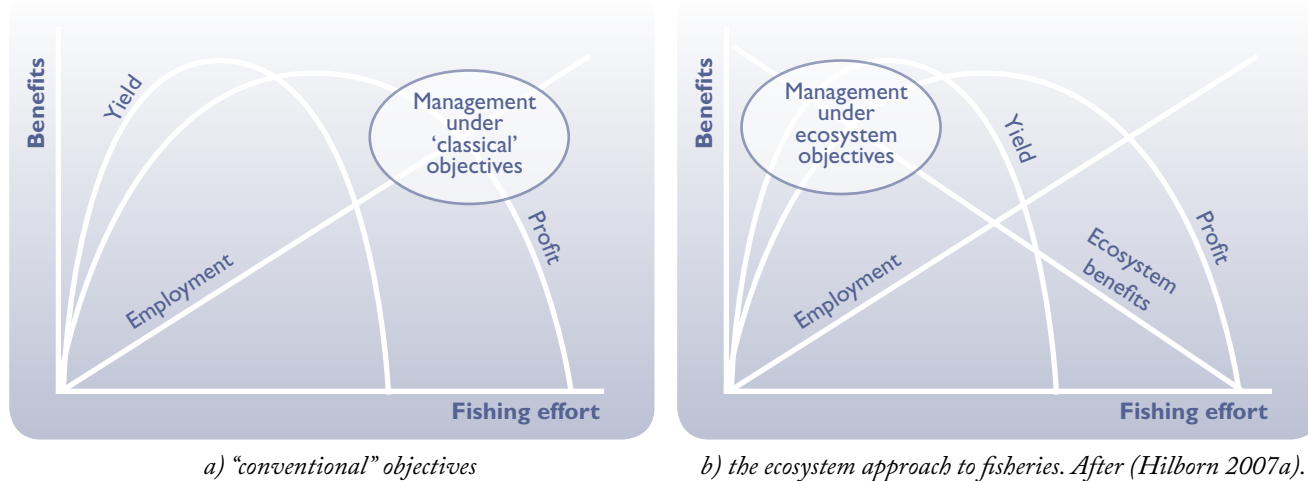 Benefits
Yield
Management
under
‘classical’
objectives
Profit
Employment
Fishing effort
a) “conventional” objectives
Benefits
Management
under
ecosystem
objectives
Yield
Profit
Ecosystem
benefits
Employment
Fishing effort
b) the ecosystem approach to fisheries. After (Hilborn 2007a).